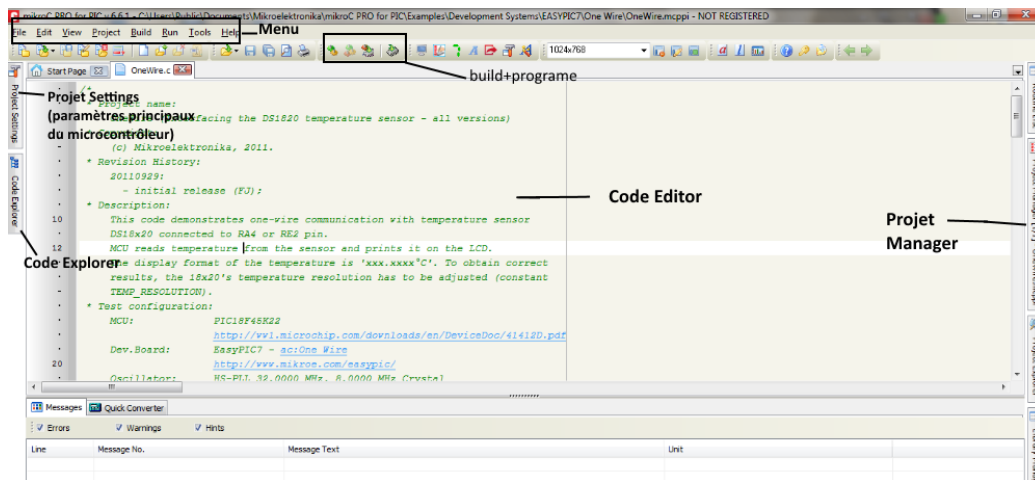 mikroC PRO for PIC v.6.6.1 - C:\Users\Public\Documents\Mikroelektronika\mikroC PRO for PIC\Examples\Development Systems\EASYPIC7\One Wire\OneWire.mcppi - NOT REGISTERED
File Edit View Project Build Run Tools Help Menu
1024x768
Start Page OneWire.c build+programe
/*
Projet Settings
* Project name:
(paramètres principaux
facing the DS1820 temperature sensor - all versions)
du microcontrôleur)
Project Settings
(c) Mikroelektronika, 2011.
* Revision History:
20110929:
- initial release (FJ);
Code Explorer
* Description:
Code Editor
10 This code demonstrates one-wire communication with temperature sensor
DS18x20 connected to RA4 or RE2 pin.
Projet
Manager
12 MCU reads temperature from the sensor and prints it on the LCD.
Code Explorer
The display format of the temperature is 'xxx.xxxx°C'. To obtain correct
results, the 18x20's temperature resolution has to be adjusted (constant
TEMP_RESOLUTION).
* Test configuration:
MCU: PIC18F45K22
http://ww1.microchip.com/downloads/en/DeviceDoc/41412D.pdf
Dev.Board: EasyPIC7 - ac:One Wire
20 http://www.mikroe.com/easypic/
Oscillator: HS-PLL 32.0000 MHz, 8.0000 MHz Crystal
Messages Quick Converter
Errors Warnings Hints
Line Message No. Message Text Unit